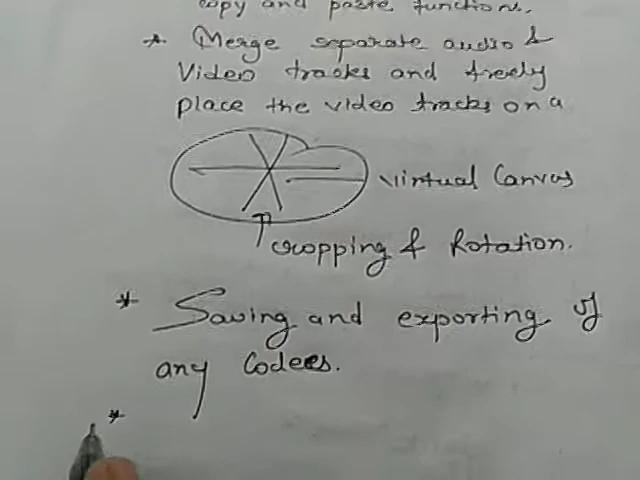 copy and paste functions.
* Merge separate audio &
Video tracks and freely
place the video tracks on a
Virtual Canvas
cropping & Rotation.
* Saving and exporting of
any Codecs.
*